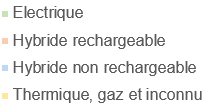 Electrique
Hybride rechargeable
Hybride non rechargeable
Thermique, gaz et inconnu